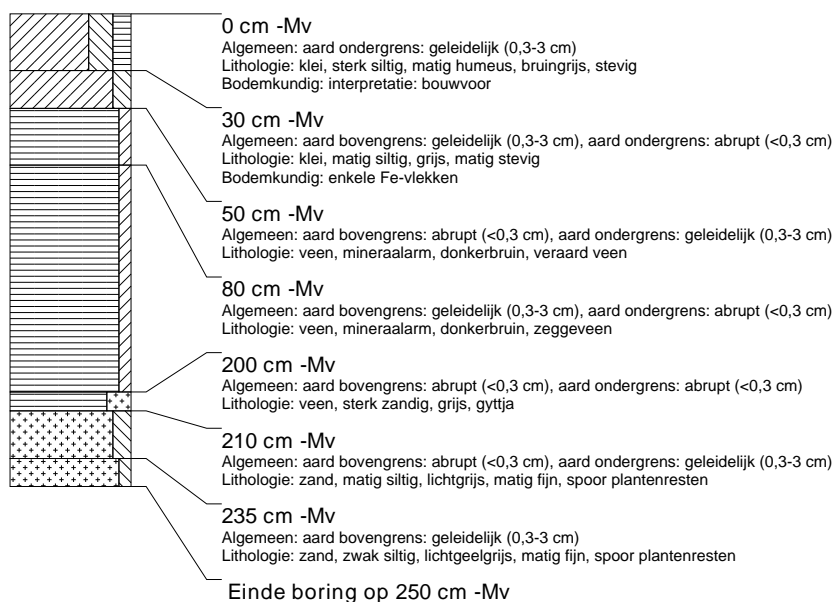 0 cm -Mv
Algemeen: aard ondergrens: geleidelijk (0,3-3 cm)
Lithologie: klei, sterk siltig, matig humeus, bruingrijs, stevig
Bodemkundig: interpretatie: bouwvoor
30 cm -Mv
Algemeen: aard bovengrens: geleidelijk (0,3-3 cm), aard ondergrens: abrupt (<0,3 cm)
Lithologie: klei, matig siltig, grijs, matig stevig
Bodemkundig: enkele Fe-vlekken
50 cm -Mv
Algemeen: aard bovengrens: abrupt (<0,3 cm), aard ondergrens: geleidelijk (0,3-3 cm)
Lithologie: veen, mineraalarm, donkerbruin, veraard veen
80 cm -Mv
Algemeen: aard bovengrens: geleidelijk (0,3-3 cm), aard ondergrens: abrupt (<0,3 cm)
Lithologie: veen, mineraalarm, donkerbruin, zeggeveen
200 cm -Mv
Algemeen: aard bovengrens: abrupt (<0,3 cm), aard ondergrens: abrupt (<0,3 cm)
Lithologie: veen, sterk zandig, grijs, gyttja
210 cm -Mv
Algemeen: aard bovengrens: abrupt (<0,3 cm), aard ondergrens: geleidelijk (0,3-3 cm)
Lithologie: zand, matig siltig, lichtgrijs, matig fijn, spoor plantenresten
235 cm -Mv
Algemeen: aard bovengrens: geleidelijk (0,3-3 cm)
Lithologie: zand, zwak siltig, lichtgeelgrijs, matig fijn, spoor plantenresten
Einde boring op 250 cm -Mv